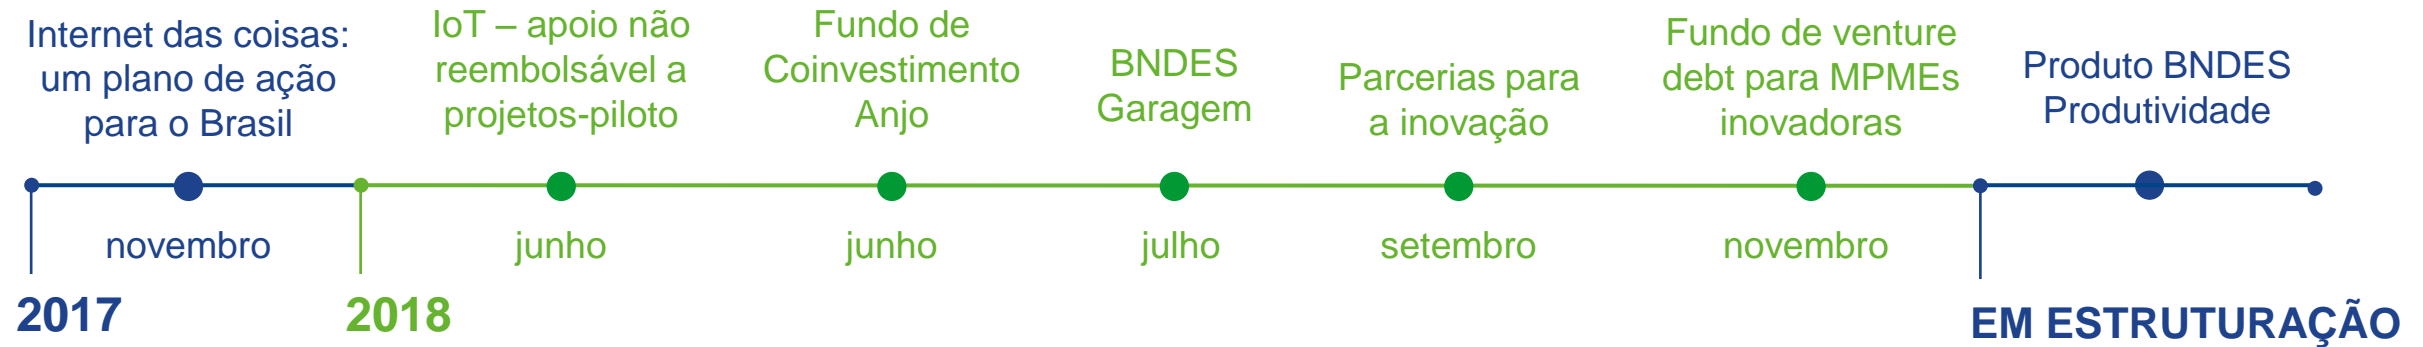 Internet das coisas:
um plano de ação
para o Brasil
novembro
2017
IoT – apoio não
reembolsável a
projetos-piloto
junho
2018
Fundo de
Coinvestimento
Anjo
junho
BNDES
Garagem
julho
Parcerias para
a inovação
setembro
Fundo de venture
debt para MPMEs
inovadoras
novembro
Produto BNDES
Produtividade
EM ESTRUTURAÇÃO